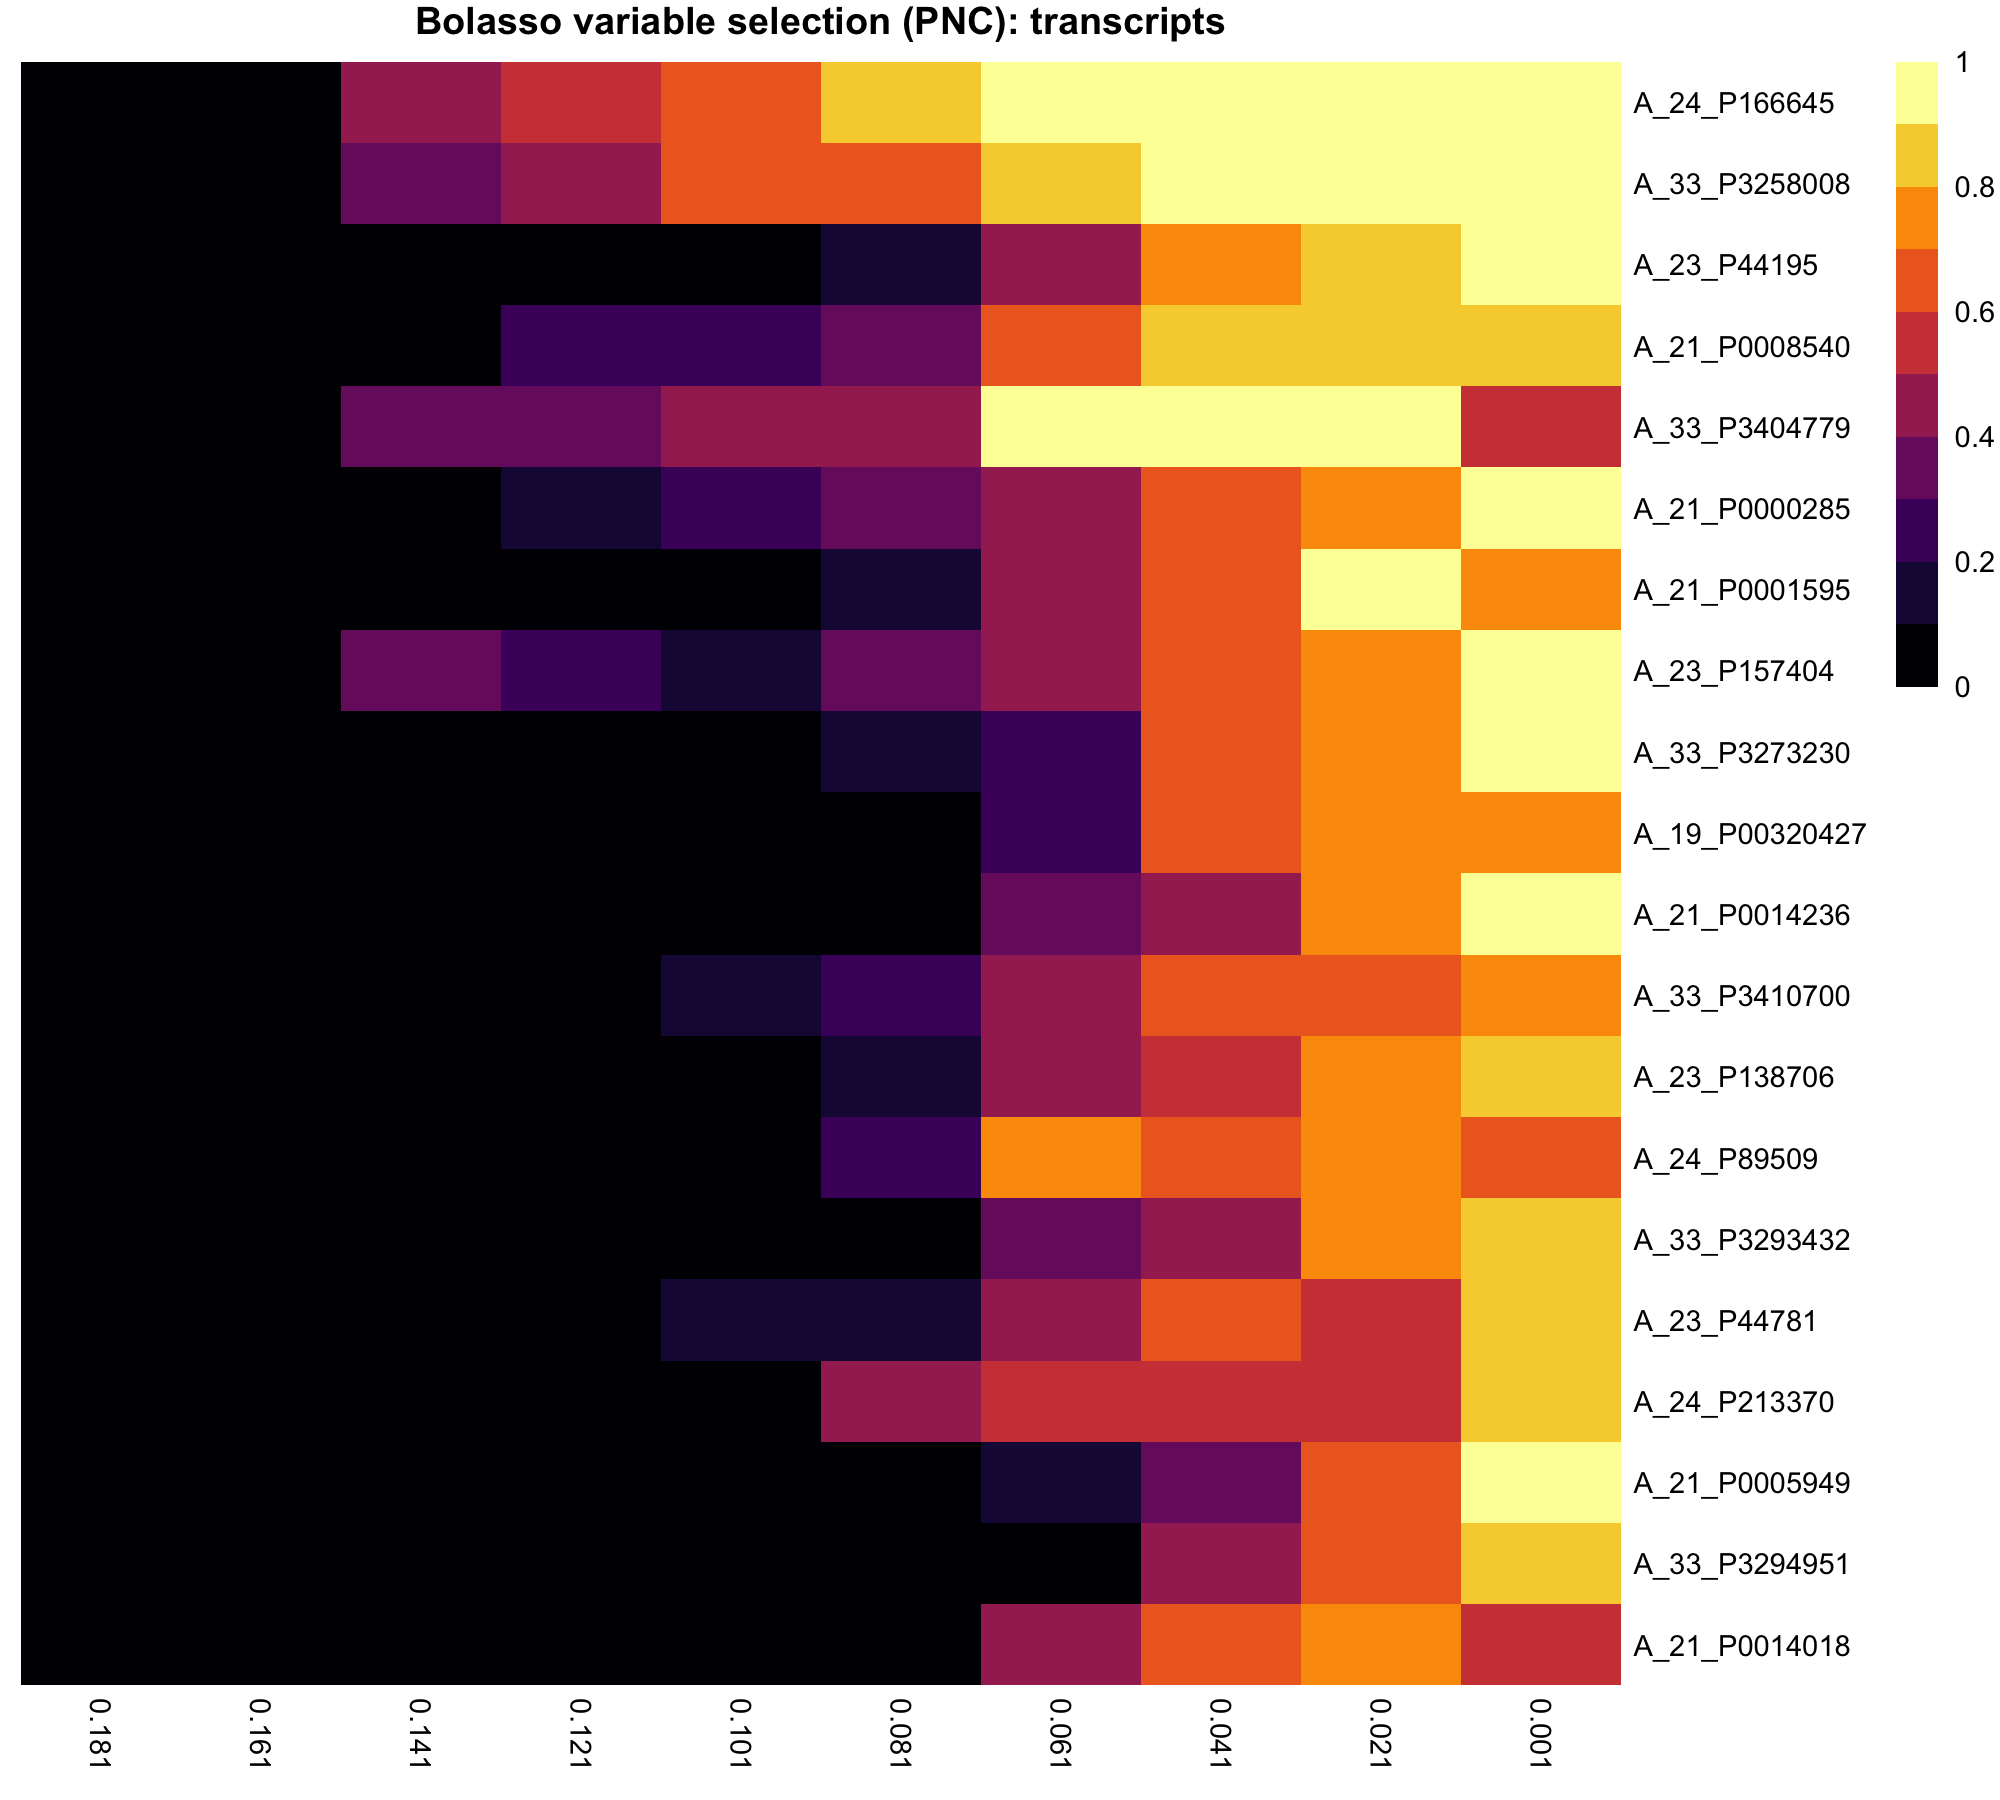 Bolasso variable selection (PNC): transcripts
1
A_24_P166645
0.8
A_33_P3258008
A_23_P44195
0.6
A_21_P0008540
0.4
A_33_P3404779
A_21_P0000285
0.2
A_21_P0001595
A_23_P157404
0
A_33_P3273230
A_19_P00320427
A_21_P0014236
A_33_P3410700
A_23_P138706
A_24_P89509
A_33_P3293432
A_23_P44781
A_24_P213370
A_21_P0005949
A_33_P3294951
A_21_P0014018
0.181
0.161
0.141
0.121
0.101
0.081
0.061
0.041
0.021
0.001